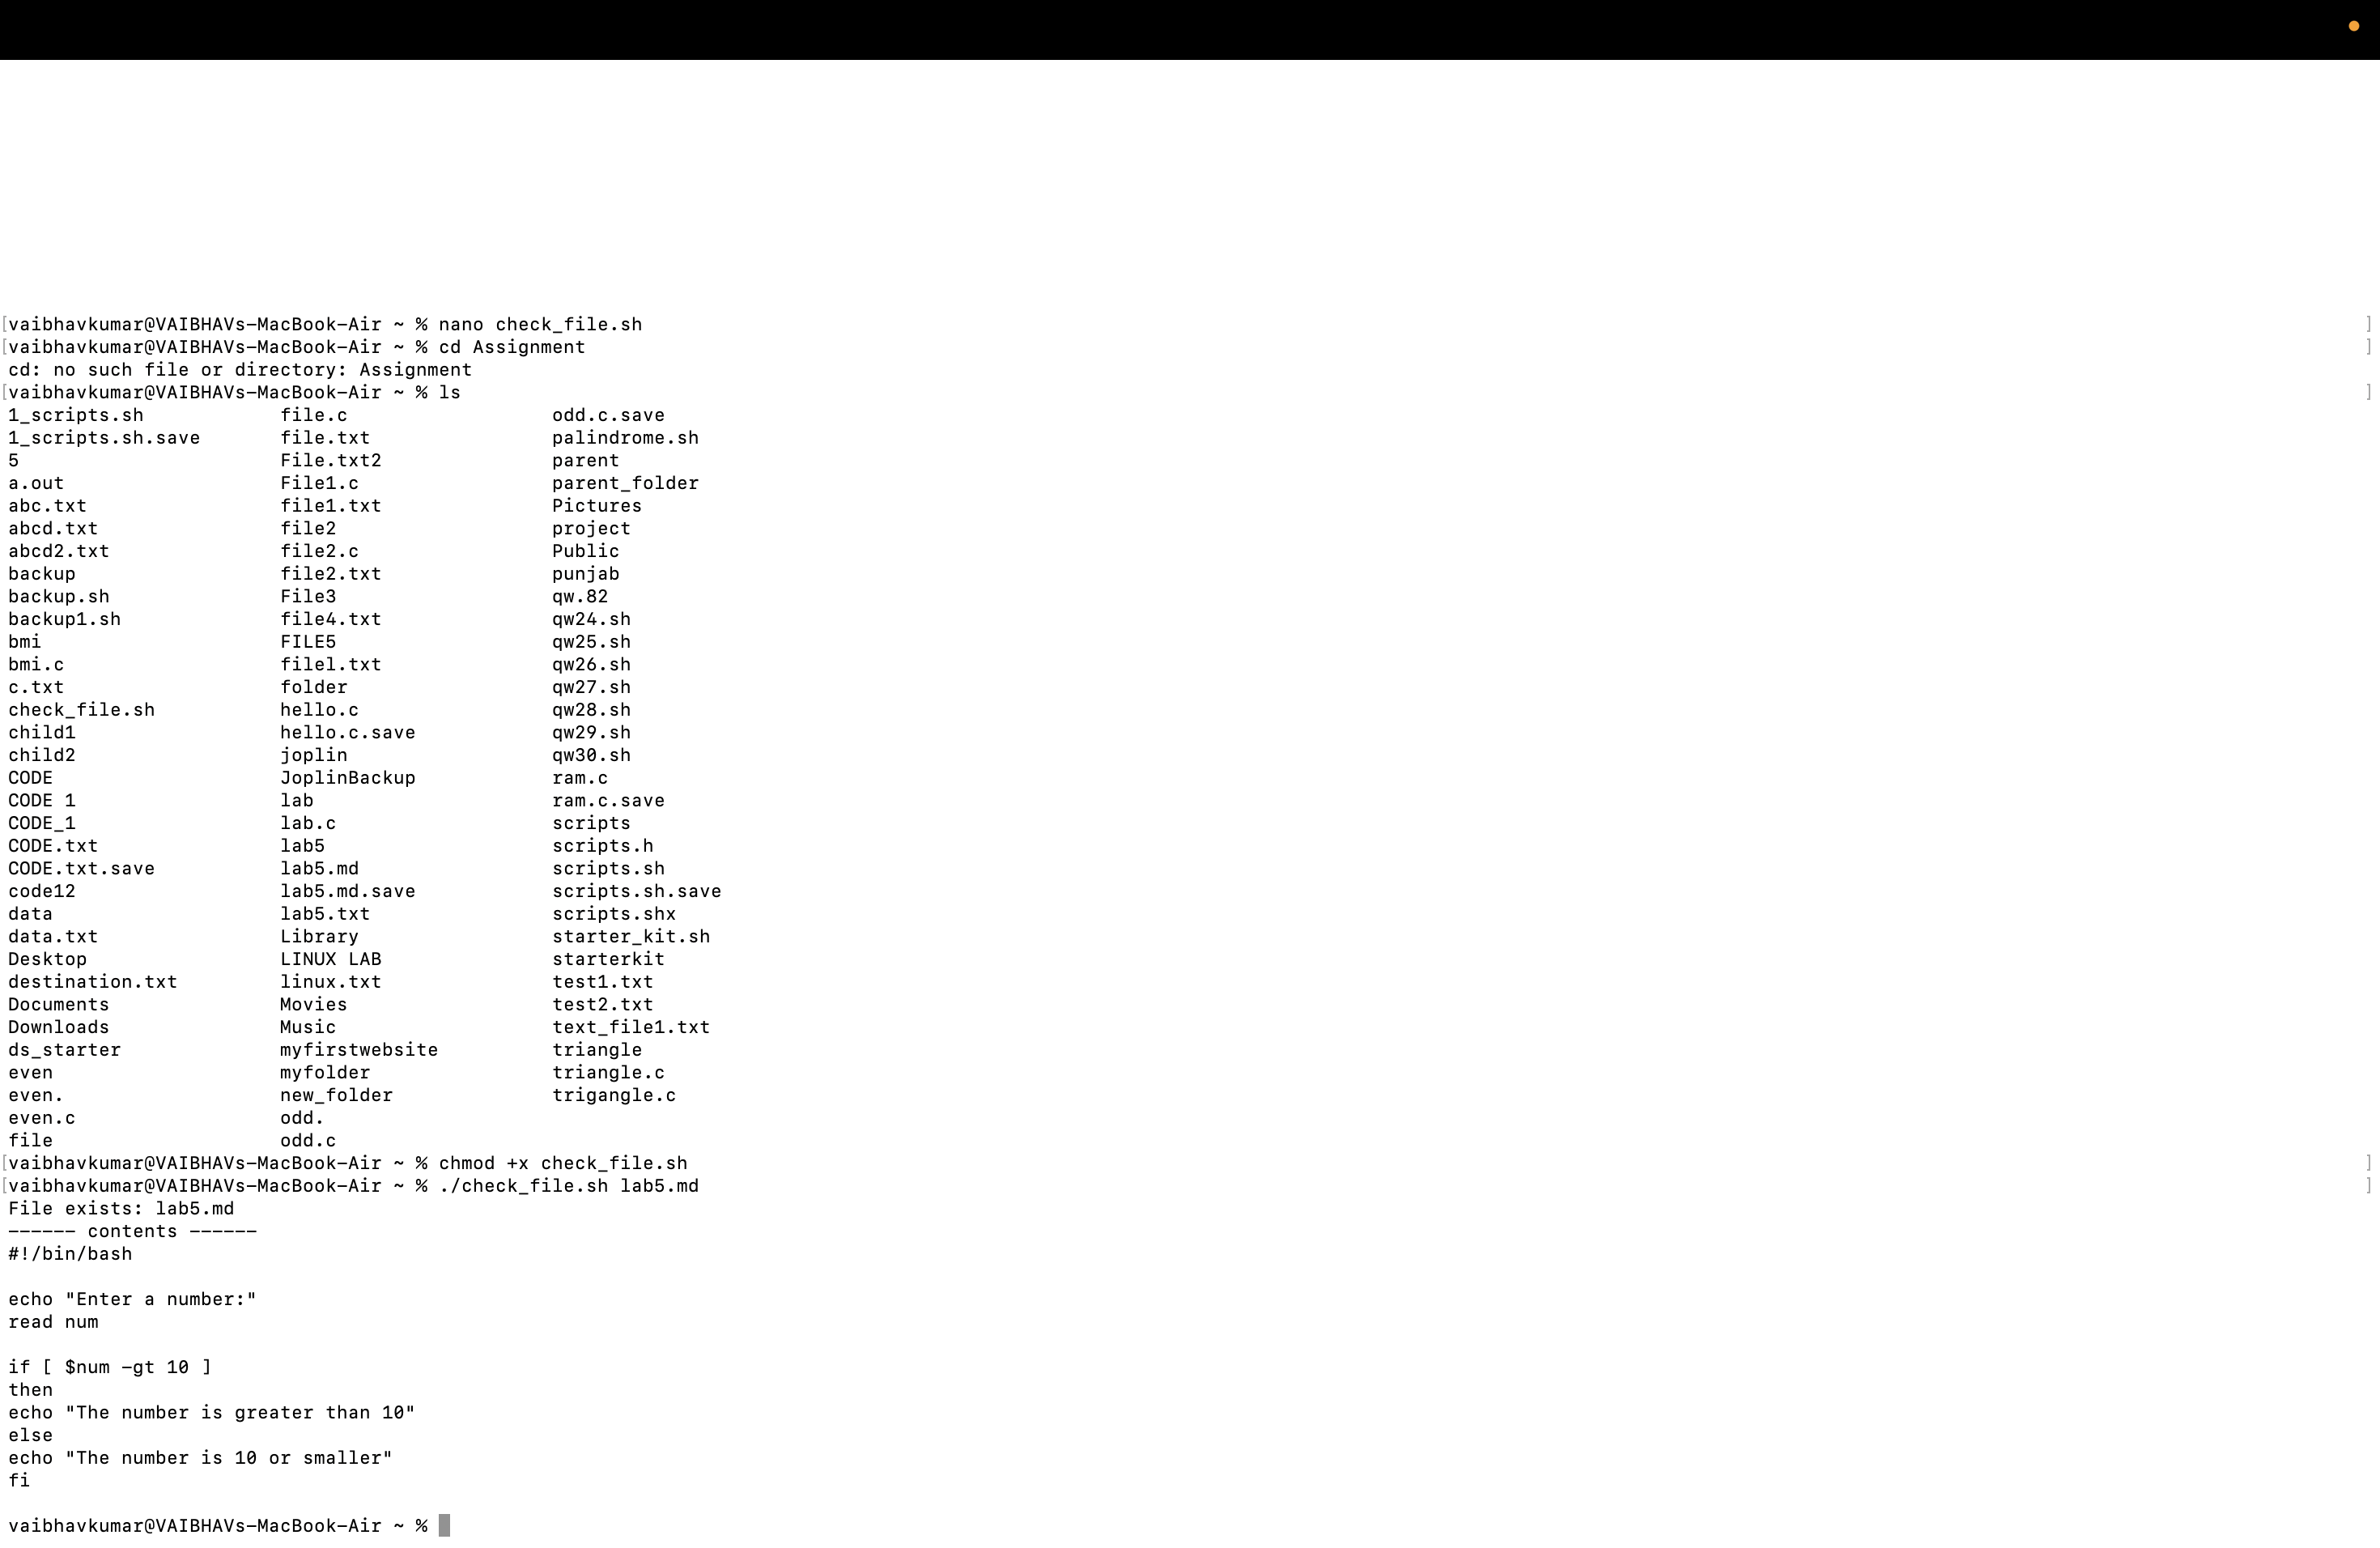 [vaibhavkumar@VAIBHAVs-MacBook-Air ~ % nano check_file.sh ]
[vaibhavkumar@VAIBHAVs-MacBook-Air ~ % cd Assignment ]
cd: no such file or directory: Assignment
[vaibhavkumar@VAIBHAVs-MacBook-Air ~ % ls ]
1_scripts.sh file.c odd.c.save
1_scripts.sh.save file.txt palindrome.sh
5 File.txt2 parent
a.out File1.c parent_folder
abc.txt file1.txt Pictures
abcd.txt file2 project
abcd2.txt file2.c Public
backup file2.txt punjab
backup.sh File3 qw.82
backup1.sh file4.txt qw24.sh
bmi FILE5 qw25.sh
bmi.c filel.txt qw26.sh
c.txt folder qw27.sh
check_file.sh hello.c qw28.sh
child1 hello.c.save qw29.sh
child2 joplin qw30.sh
CODE JoplinBackup ram.c
CODE 1 lab ram.c.save
CODE_1 lab.c scripts
CODE.txt lab5 scripts.h
CODE.txt.save lab5.md scripts.sh
code12 lab5.md.save scripts.sh.save
data lab5.txt scripts.shx
data.txt Library starter_kit.sh
Desktop LINUX LAB starterkit
destination.txt linux.txt test1.txt
Documents Movies test2.txt
Downloads Music text_file1.txt
ds_starter myfirstwebsite triangle
even myfolder triangle.c
even. new_folder trigangle.c
even.c odd.
file odd.c
[vaibhavkumar@VAIBHAVs-MacBook-Air ~ % chmod +x check_file.sh ]
[vaibhavkumar@VAIBHAVs-MacBook-Air ~ % ./check_file.sh lab5.md ]
File exists: lab5.md
------ contents ------
#!/bin/bash
echo "Enter a number:"
read num
if [ $num -gt 10 ]
then
echo "The number is greater than 10"
else
echo "The number is 10 or smaller"
fi
vaibhavkumar@VAIBHAVs-MacBook-Air ~ %